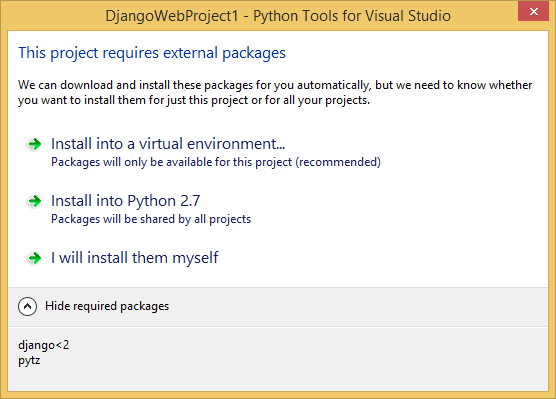 DjangoWebProject1 - Python Tools for Visual Studio
This project requires external packages
We can download and install these packages for you automatically, but we need to know whether
you want to install them for just this project or for all your projects.
Install into a virtual environment...
Packages will only be available for this project (recommended)
Install into Python 2.7
Packages will be shared by all projects
I will install them myself
Hide required packages
django<2
pytz